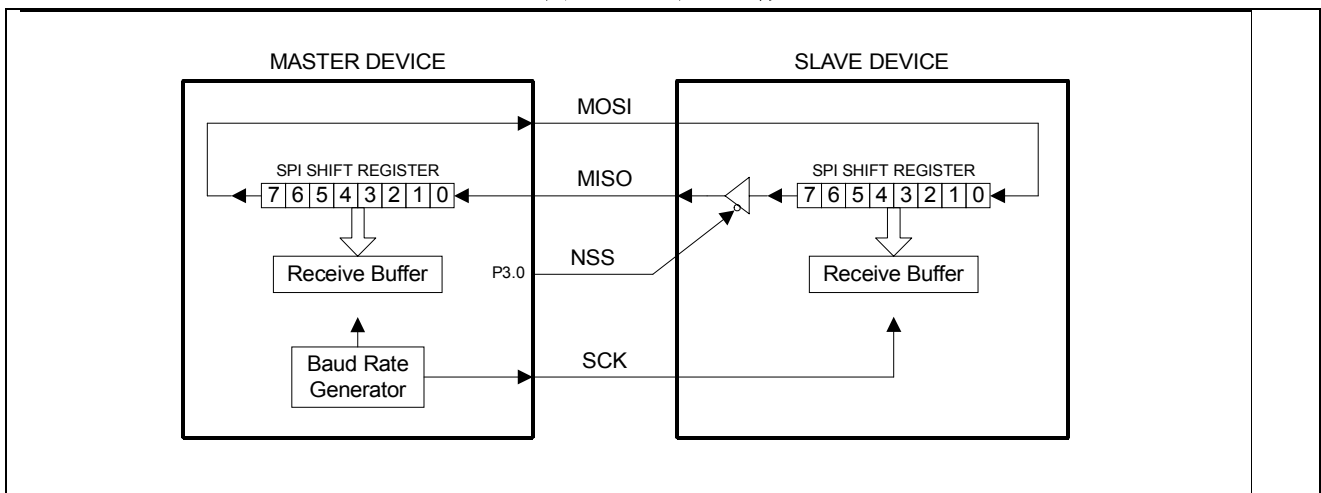 MASTER DEVICE
SLAVE DEVICE
MOSI
SPI SHIFT REGISTER
7 6 5 4 3 2 1 0
MISO
SPI SHIFT REGISTER
7 6 5 4 3 2 1 0
Receive Buffer
P3.0
NSS
Receive Buffer
Baud Rate
Generator
SCK